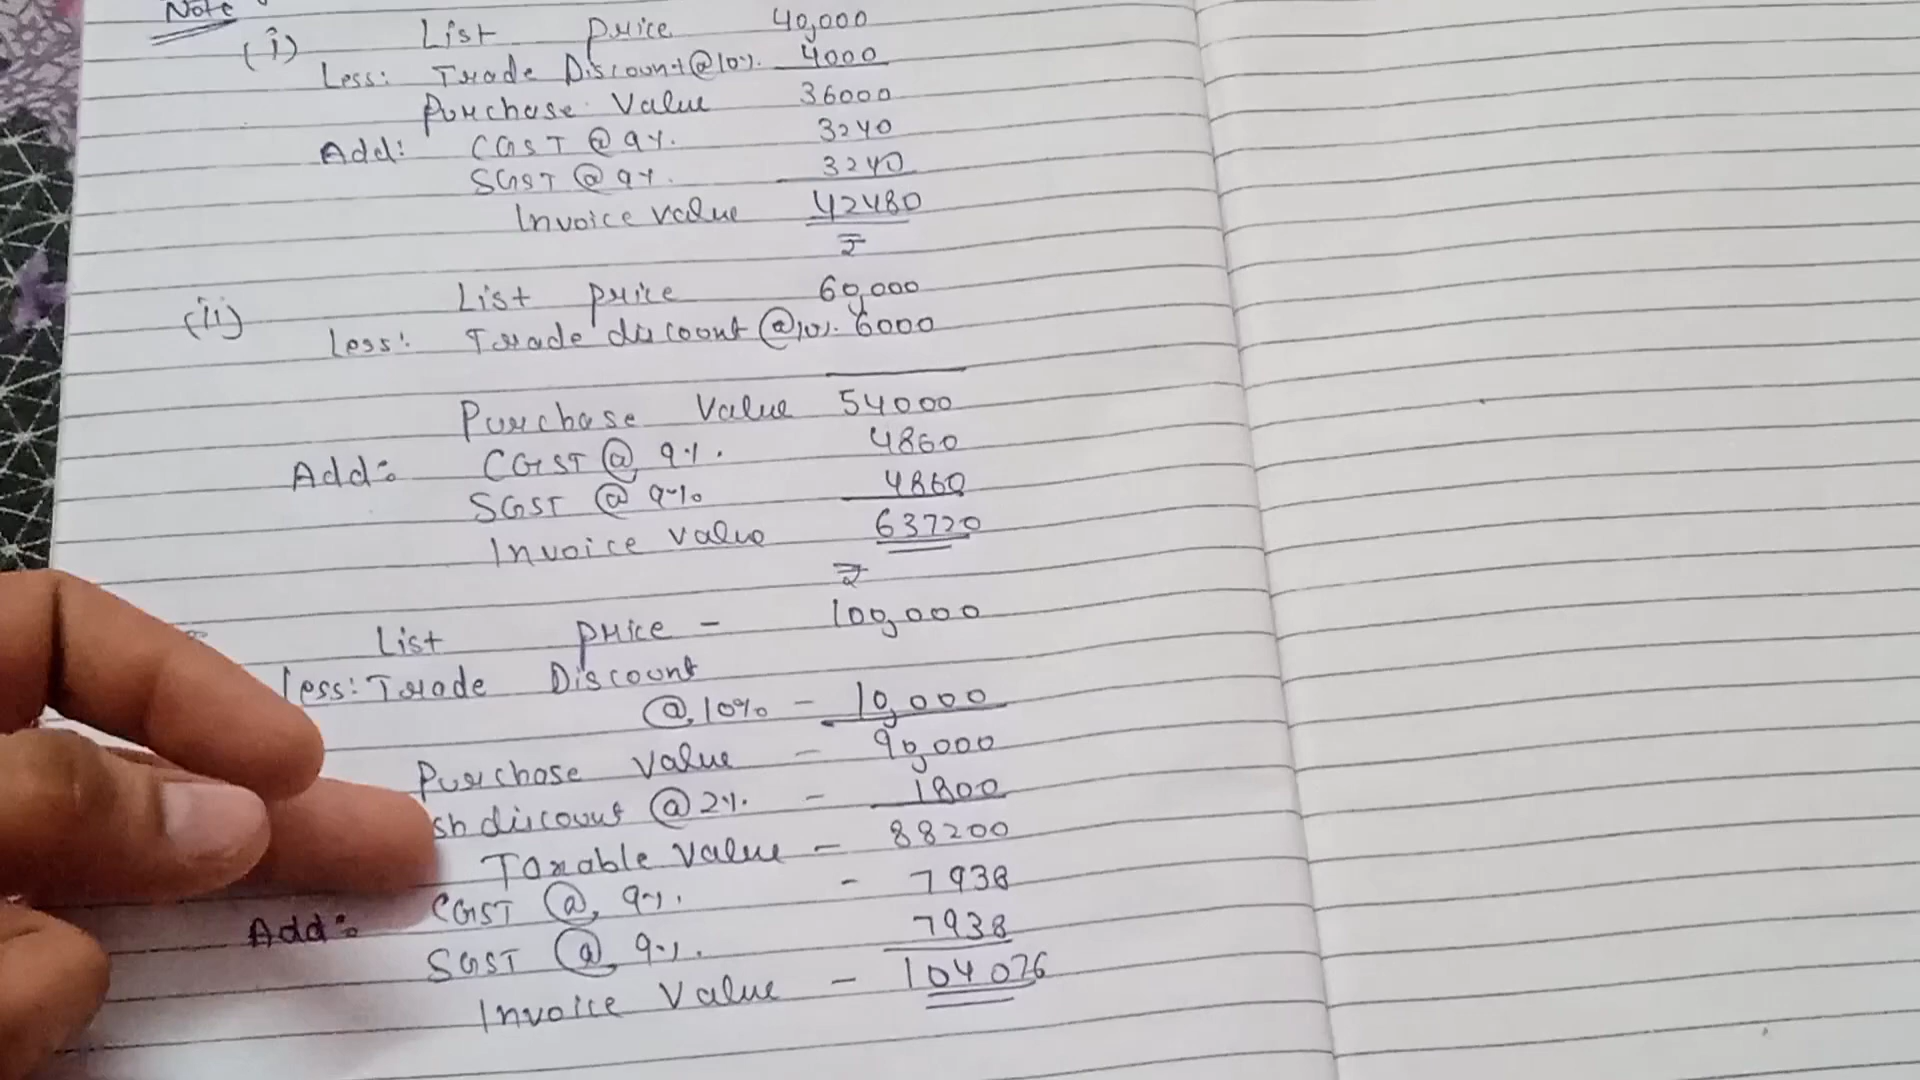 Note
(i) List Price 40,000
Less: Trade Discount @ 10%. 4000
Purchase Value 36000
Add: CGST @ 9%. 3240
SGST @ 9%. 3240
Invoice value 42480
₹
(ii) List Price 60,000
Less: Trade discount @ 10%. 6000
Purchase Value 54000
Add: CGST @ 9%. 4860
SGST @ 9% 4860
Invoice value 63720
₹
List Price - 100,000
Less: Trade Discount
@ 10% - 10,000
Purchase Value - 90,000
sh discount @ 2%. - 1800
Taxable Value - 88200
Add: CGST @ 9%. - 7938
SGST @ 9%. 7938
Invoice Value - 104076